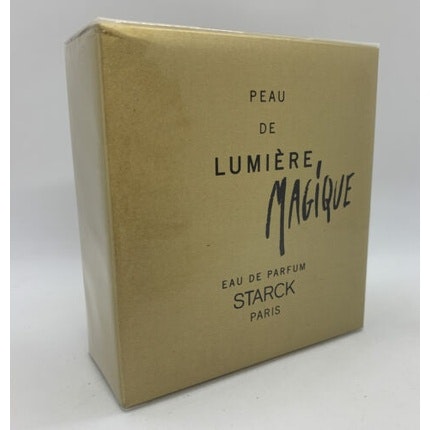 PEAU
DE
LUMIÈRE
MAGIQUE
EAU DE PARFUM
STARCK
PARIS